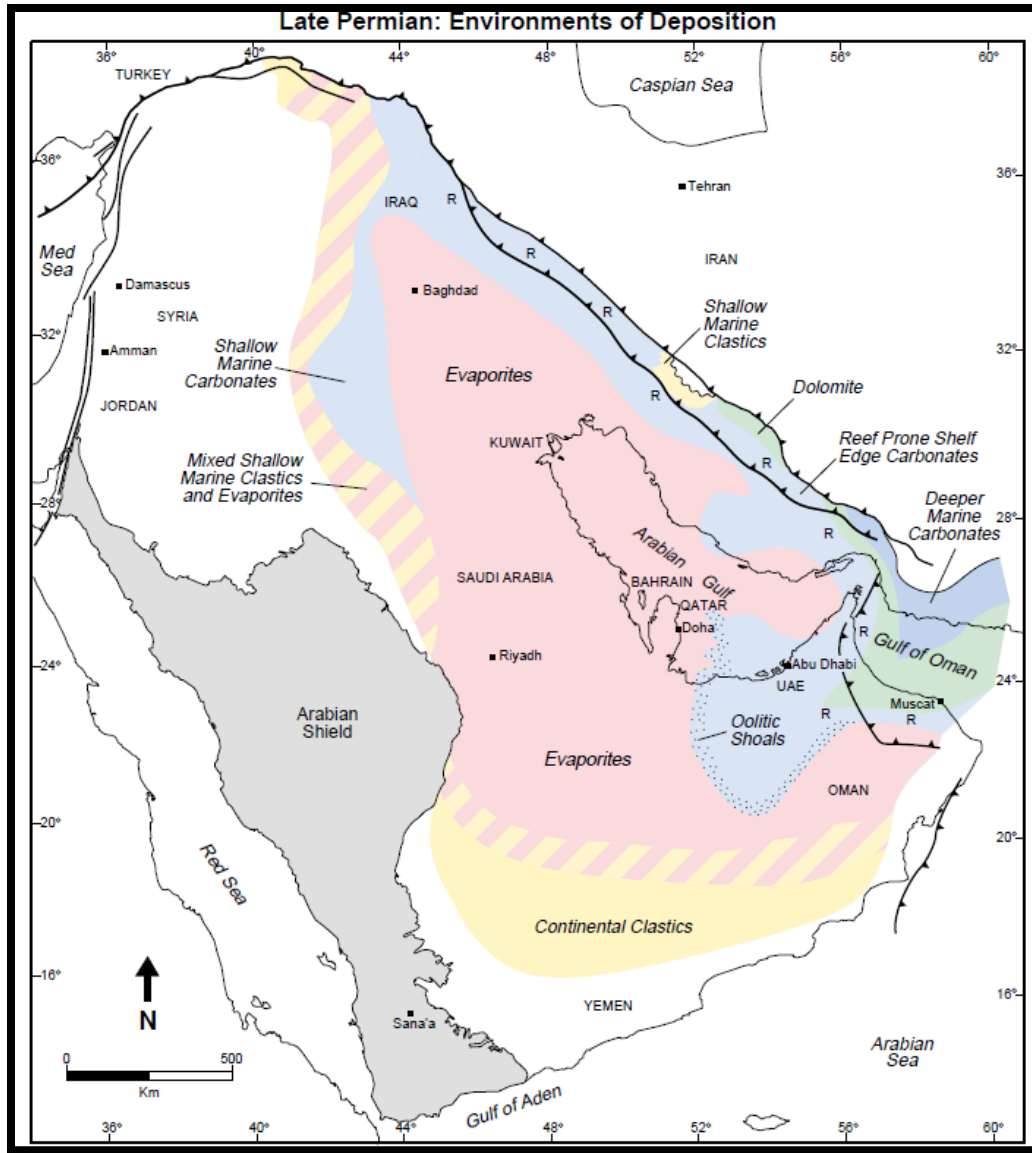 Late Permian: Environments of Deposition
36°
40°
44°
48°
52°
56°
60°
TURKEY
Caspian Sea
36°
36°
Tehran
IRAQ
R
R
IRAN
Med
Sea
Damascus
Baghdad
SYRIA
R
Shallow
Marine
Clastics
32°
32°
Amman
Shallow
Marine
Carbonates
Evaporites
R
R
Dolomite
JORDAN
KUWAIT
Reef Prone Shelf
Edge Carbonates
Mixed Shallow
Marine Clastics
and Evaporites
R
28°
28°
Deeper
Marine
Carbonates
R
Arabian
Gulf
SAUDI ARABIA
BAHRAIN
QATAR
Doha
R
Gulf of Oman
Riyadh
Abu Dhabi
UAE
24°
24°
Muscat
R
R
Arabian
Shield
Oolitic
Shoals
Evaporites
OMAN
20°
20°
Red Sea
Continental Clastics
16°
16°
N
YEMEN
Sana'a
Arabian
Sea
0
500
Km
Gulf of Aden
36°
40°
44°
48°
52°
56°
60°